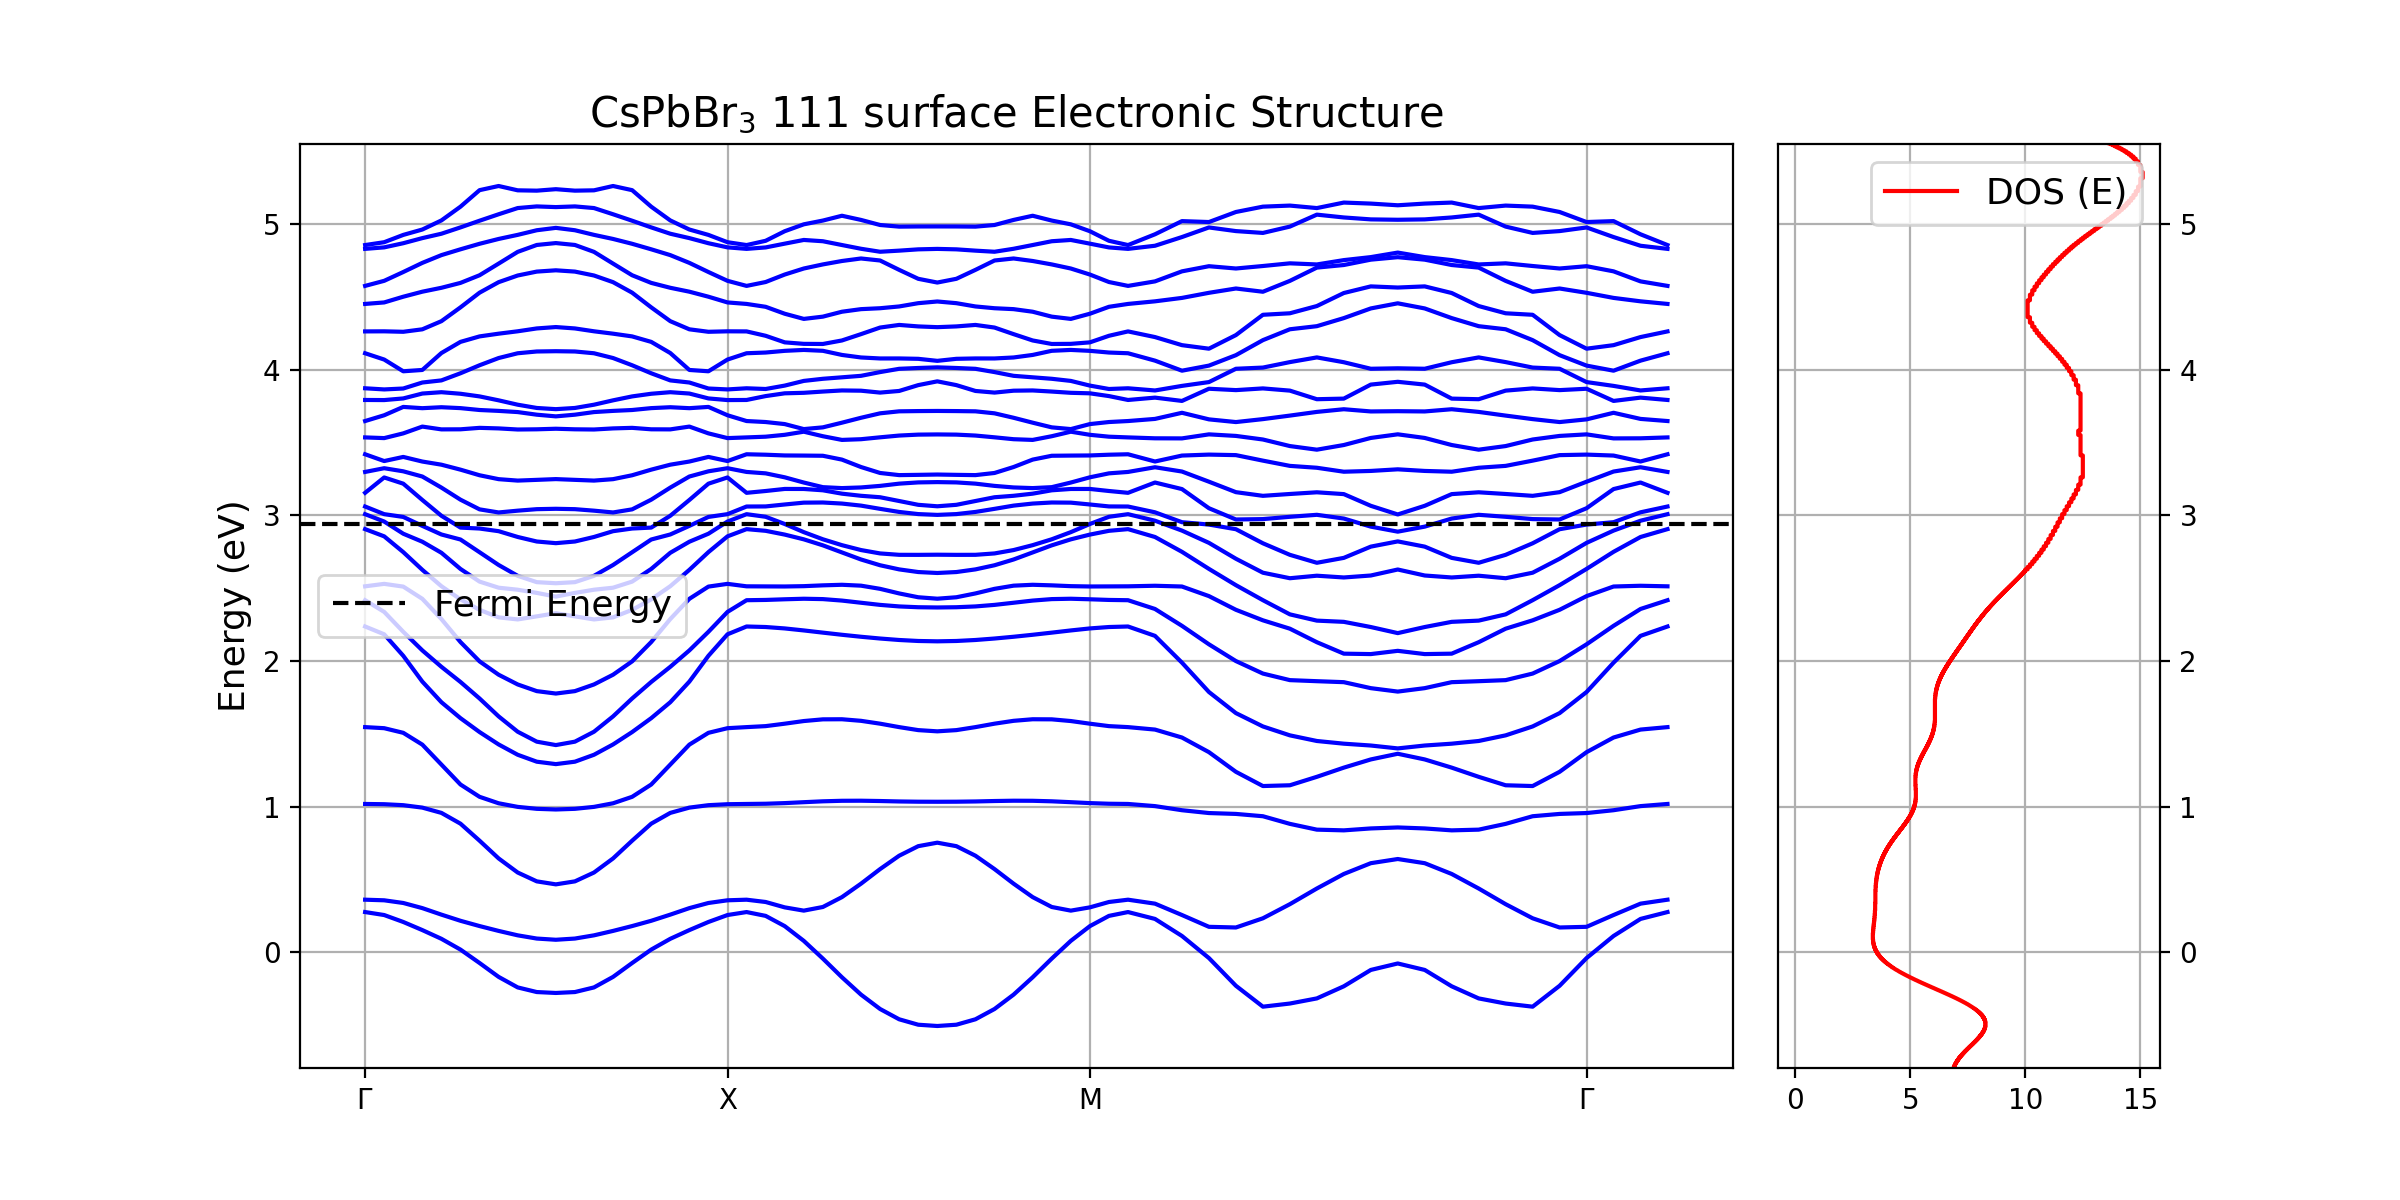 CsPbBr₃ 111 surface Electronic Structure
Energy (eV)
5
4
3
2
1
0
Fermi Energy
Γ X M Γ
DOS (E)
5
4
3
2
1
0
0 5 10 15